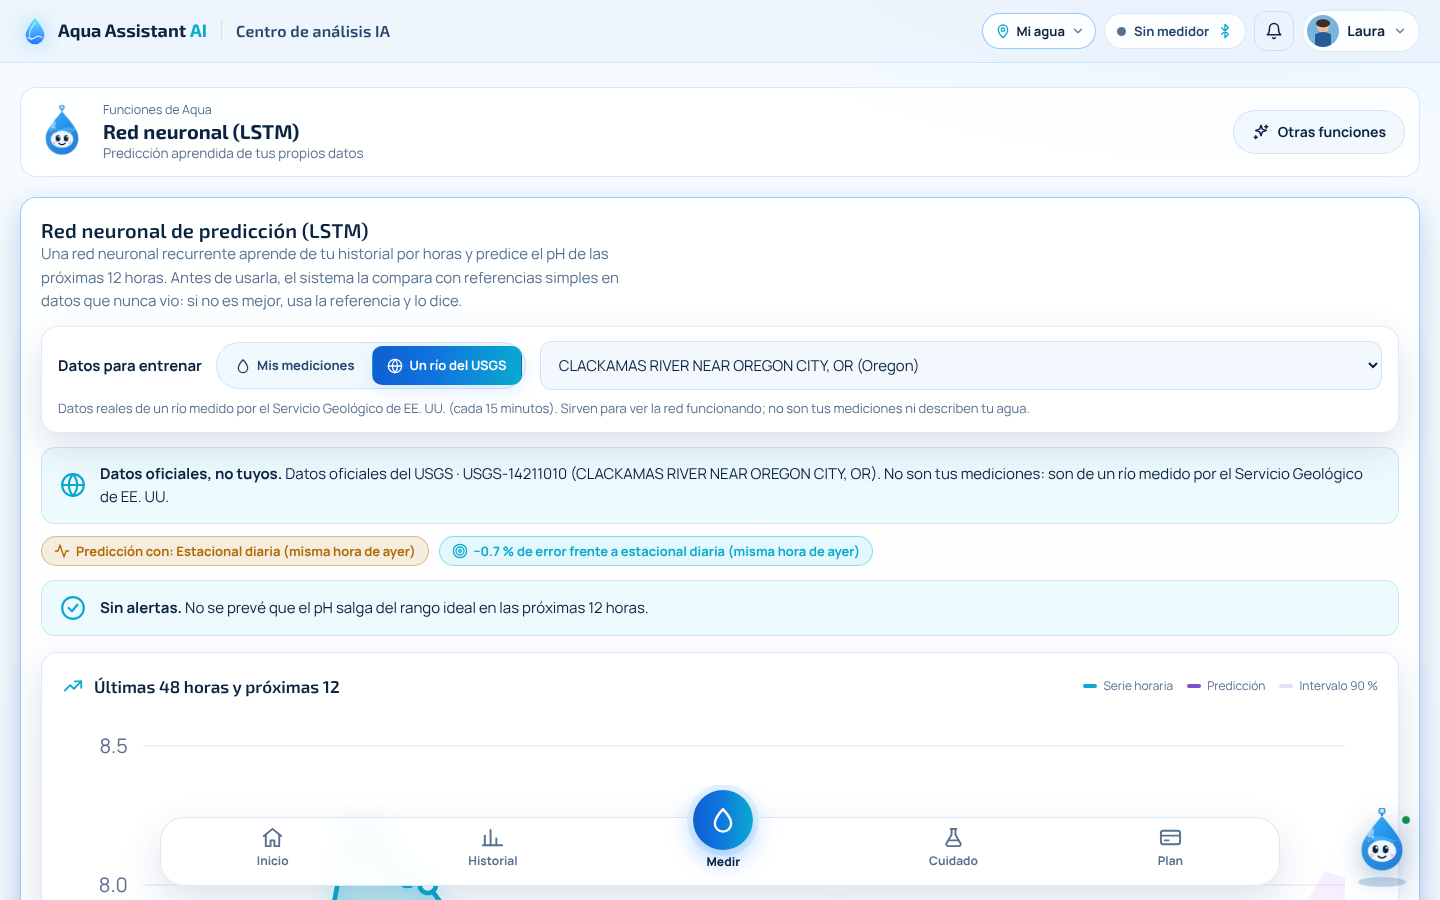 Aqua Assistant AI
Centro de análisis IA
Mi agua
Sin medidor
Laura
Funciones de Aqua
Red neuronal (LSTM)
Predicción aprendida de tus propios datos
Otras funciones
Red neuronal de predicción (LSTM)
Una red neuronal recurrente aprende de tu historial por horas y predice el pH de las
próximas 12 horas. Antes de usarla, el sistema la compara con referencias simples en
datos que nunca vio: si no es mejor, usa la referencia y lo dice.
Datos para entrenar
Mis mediciones
Un río del USGS
CLACKAMAS RIVER NEAR OREGON CITY, OR (Oregon)
Datos reales de un río medido por el Servicio Geológico de EE. UU. (cada 15 minutos). Sirven para ver la red funcionando; no son tus mediciones ni describen tu agua.
Datos oficiales, no tuyos. Datos oficiales del USGS · USGS-14211010 (CLACKAMAS RIVER NEAR OREGON CITY, OR). No son tus mediciones: son de un río medido por el Servicio Geológico
de EE. UU.
Predicción con: Estacional diaria (misma hora de ayer)
−0.7 % de error frente a estacional diaria (misma hora de ayer)
Sin alertas. No se prevé que el pH salga del rango ideal en las próximas 12 horas.
Últimas 48 horas y próximas 12
Serie horaria
Predicción
Intervalo 90 %
8.5
8.0
Inicio
Historial
Medir
Cuidado
Plan